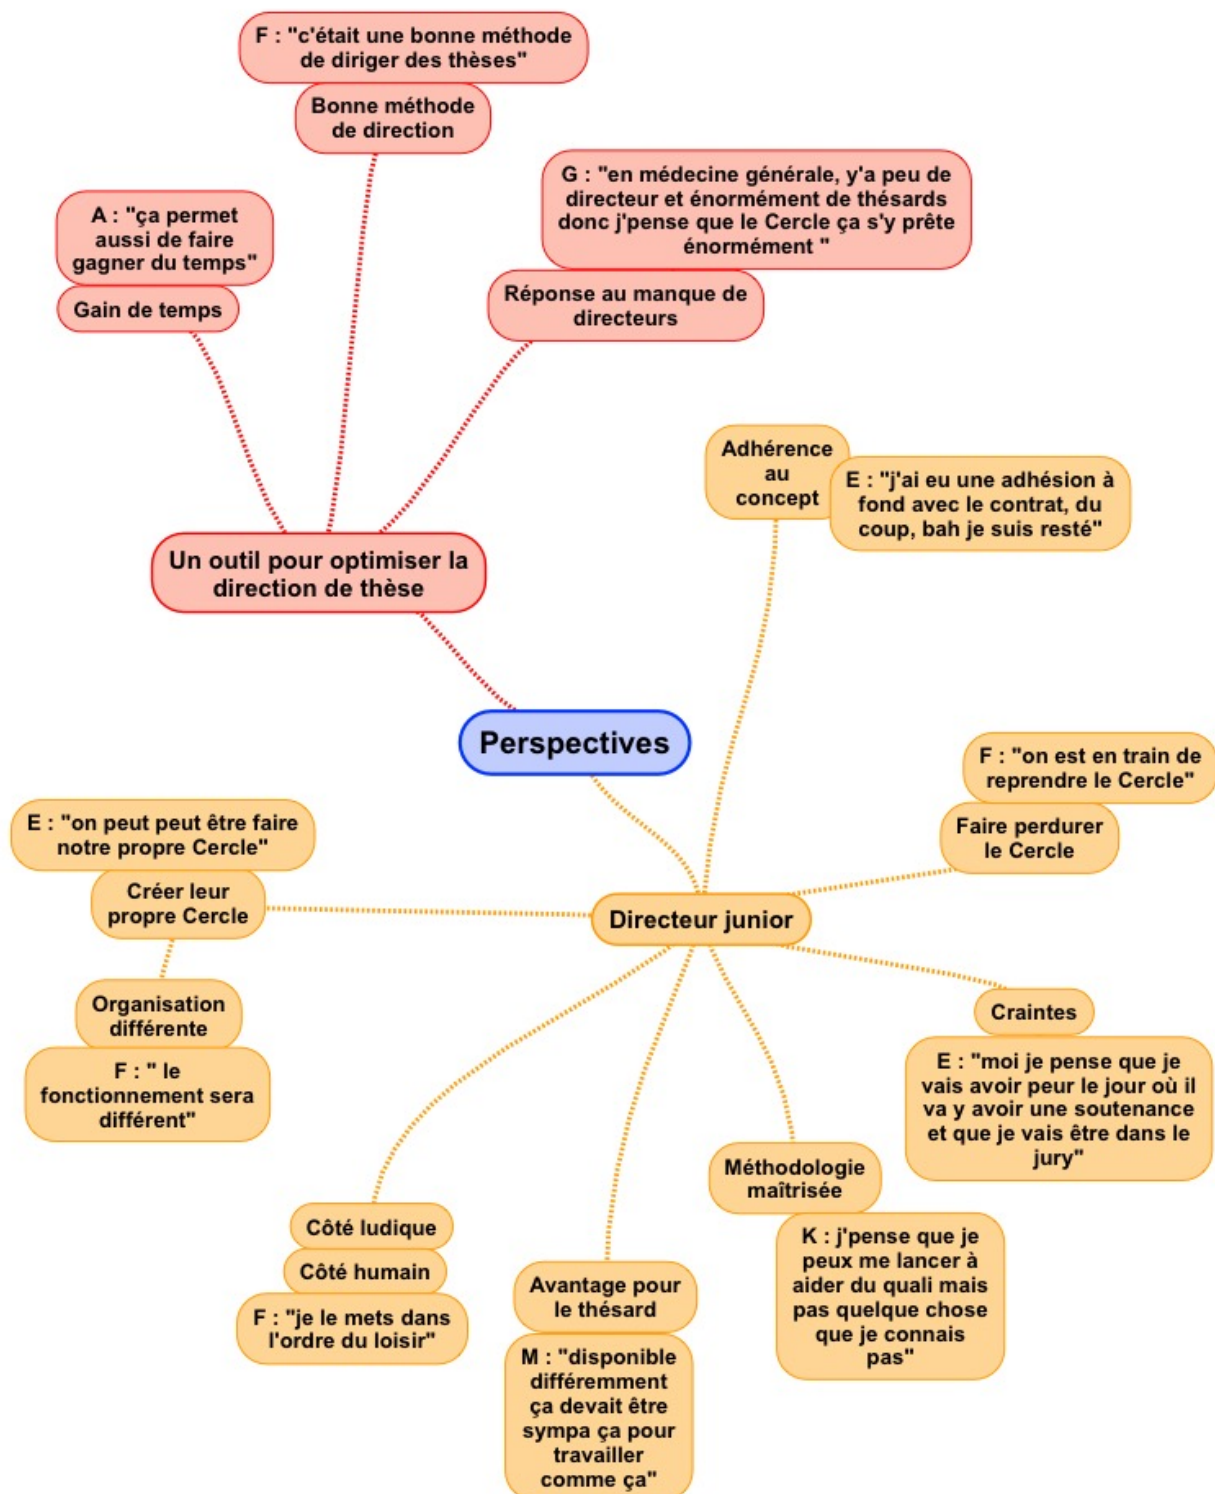 F : "c'était une bonne méthode
de diriger des thèses"
Bonne méthode
de direction
A : "ça permet
aussi de faire
gagner du temps"
Gain de temps
G : "en médecine générale, y'a peu de
directeur et énormément de thésards
donc j'pense que le Cercle ça s'y prête
énormément "
Réponse au manque de
directeurs
Un outil pour optimiser la
direction de thèse
Adhérence
au
concept
E : "j'ai eu une adhésion à
fond avec le contrat, du
coup, bah je suis resté"
Perspectives
F : "on est en train de
reprendre le Cercle"
Faire perdurer
le Cercle
E : "on peut peut être faire
notre propre Cercle"
Créer leur
propre Cercle
Directeur junior
Organisation
différente
F : " le
fonctionnement sera
différent"
Craintes
E : "moi je pense que je
vais avoir peur le jour où il
va y avoir une soutenance
et que je vais être dans le
jury"
Méthodologie
maîtrisée
K : j'pense que je
peux me lancer à
aider du quali mais
pas quelque chose
que je connais
pas"
Côté ludique
Côté humain
F : "je le mets dans
l'ordre du loisir"
Avantage pour
le thésard
M : "disponible
différemment
ça devait être
sympa ça pour
travailler
comme ça"